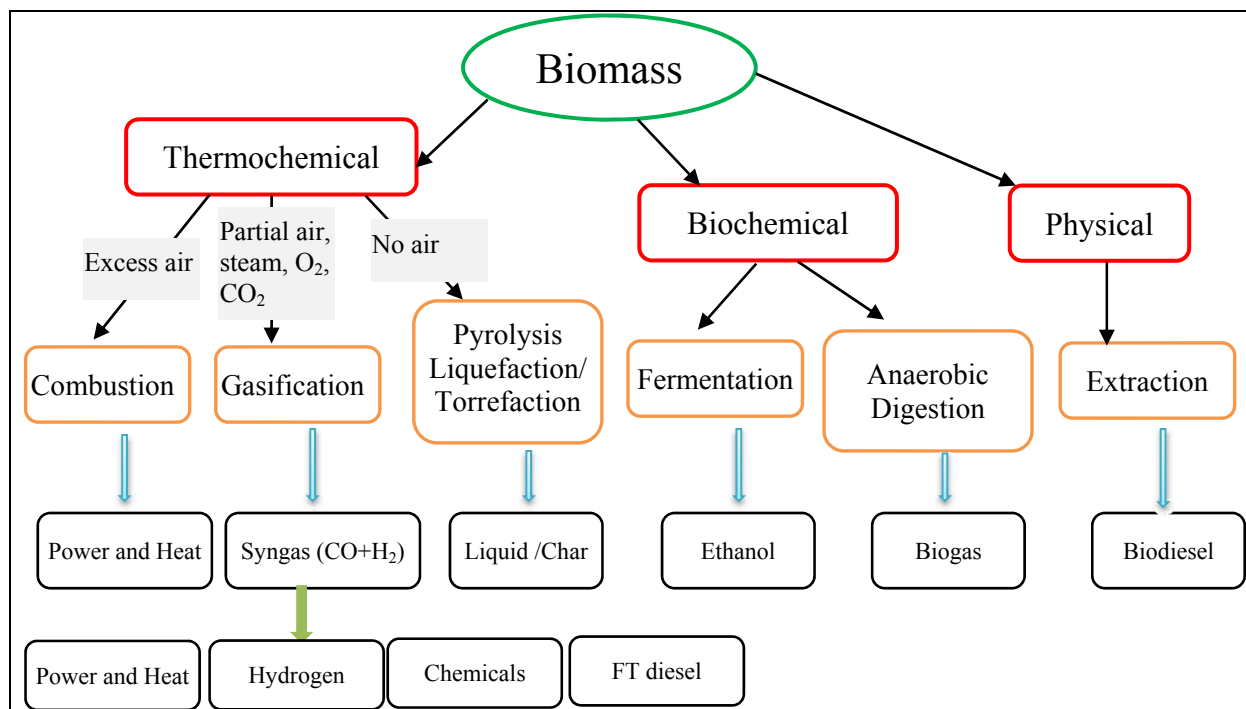 Biomass
Thermochemical
Biochemical
Physical
Excess air
Partial air,
steam, O₂,
CO₂
No air
Combustion
Gasification
Pyrolysis
Liquefaction/
Torrefaction
Fermentation
Anaerobic
Digestion
Extraction
Power and Heat
Syngas (CO+H₂)
Liquid /Char
Ethanol
Biogas
Biodiesel
Power and Heat
Hydrogen
Chemicals
FT diesel